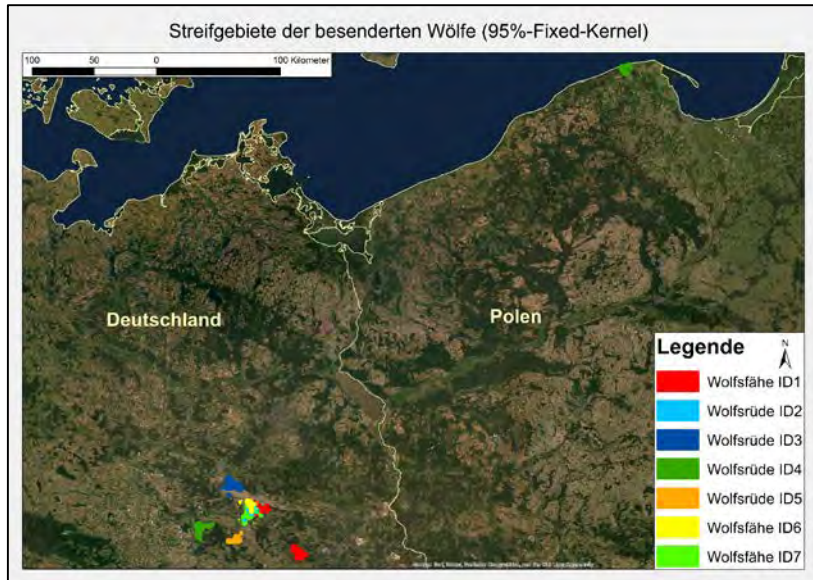 Streifgebiete der besenderten Wölfe (95%-Fixed-Kernel)
100 50 0 100 Kilometer
Deutschland
Polen
Legende
N
Wolfsfähe ID1
Wolfsrüde ID2
Wolfsrüde ID3
Wolfsrüde ID4
Wolfsrüde ID5
Wolfsfähe ID6
Wolfsfähe ID7